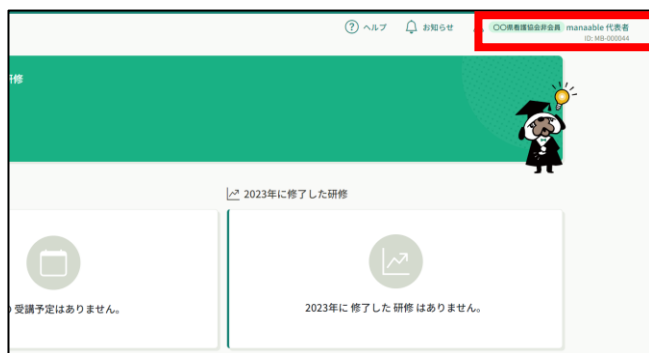 ヘルプ
お知らせ
〇〇県看護協会非会員 manaable 代表者
ID: MB-000044
研修
2023年に修了した研修
受講予定はありません。
2023年に 修了した 研修 はありません。